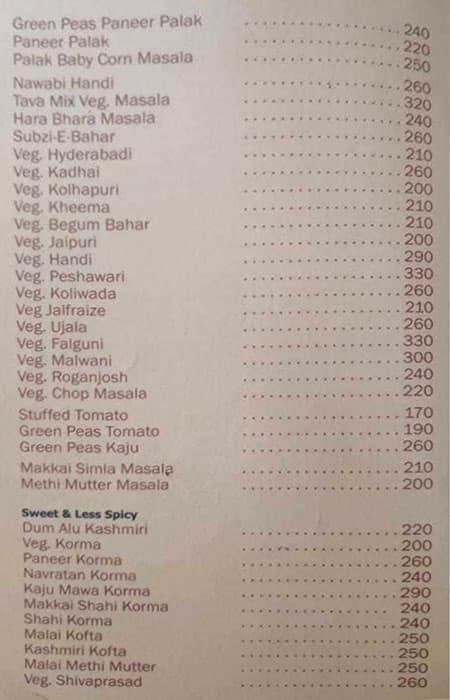 Green Peas Paneer Palak .................... 240
Paneer Palak .................... 220
Palak Baby Corn Masala .................... 250
Nawabi Handi .................... 260
Tava Mix Veg. Masala .................... 320
Hara Bhara Masala .................... 240
Subzi-E-Bahar .................... 260
Veg. Hyderabadi .................... 210
Veg. Kadhai .................... 260
Veg. Kolhapuri .................... 200
Veg. Kheema .................... 210
Veg. Begum Bahar .................... 210
Veg. Jaipuri .................... 200
Veg. Handi .................... 290
Veg. Peshawari .................... 330
Veg. Koliwada .................... 260
Veg Jaifraize .................... 210
Veg. Ujala .................... 260
Veg. Falguni .................... 330
Veg. Malwani .................... 300
Veg. Roganjosh .................... 240
Veg. Chop Masala .................... 220
Stuffed Tomato .................... 170
Green Peas Tomato .................... 190
Green Peas Kaju .................... 260
Makkai Simla Masala .................... 210
Methi Mutter Masala .................... 200
Sweet & Less Spicy
Dum Alu Kashmiri .................... 220
Veg. Korma .................... 200
Paneer Korma .................... 260
Navratan Korma .................... 240
Kaju Mawa Korma .................... 290
Makkai Shahi Korma .................... 240
Shahi Korma .................... 240
Malai Kofta .................... 250
Kashmiri Kofta .................... 250
Malai Methi Mutter .................... 250
Veg. Shivaprasad .................... 260